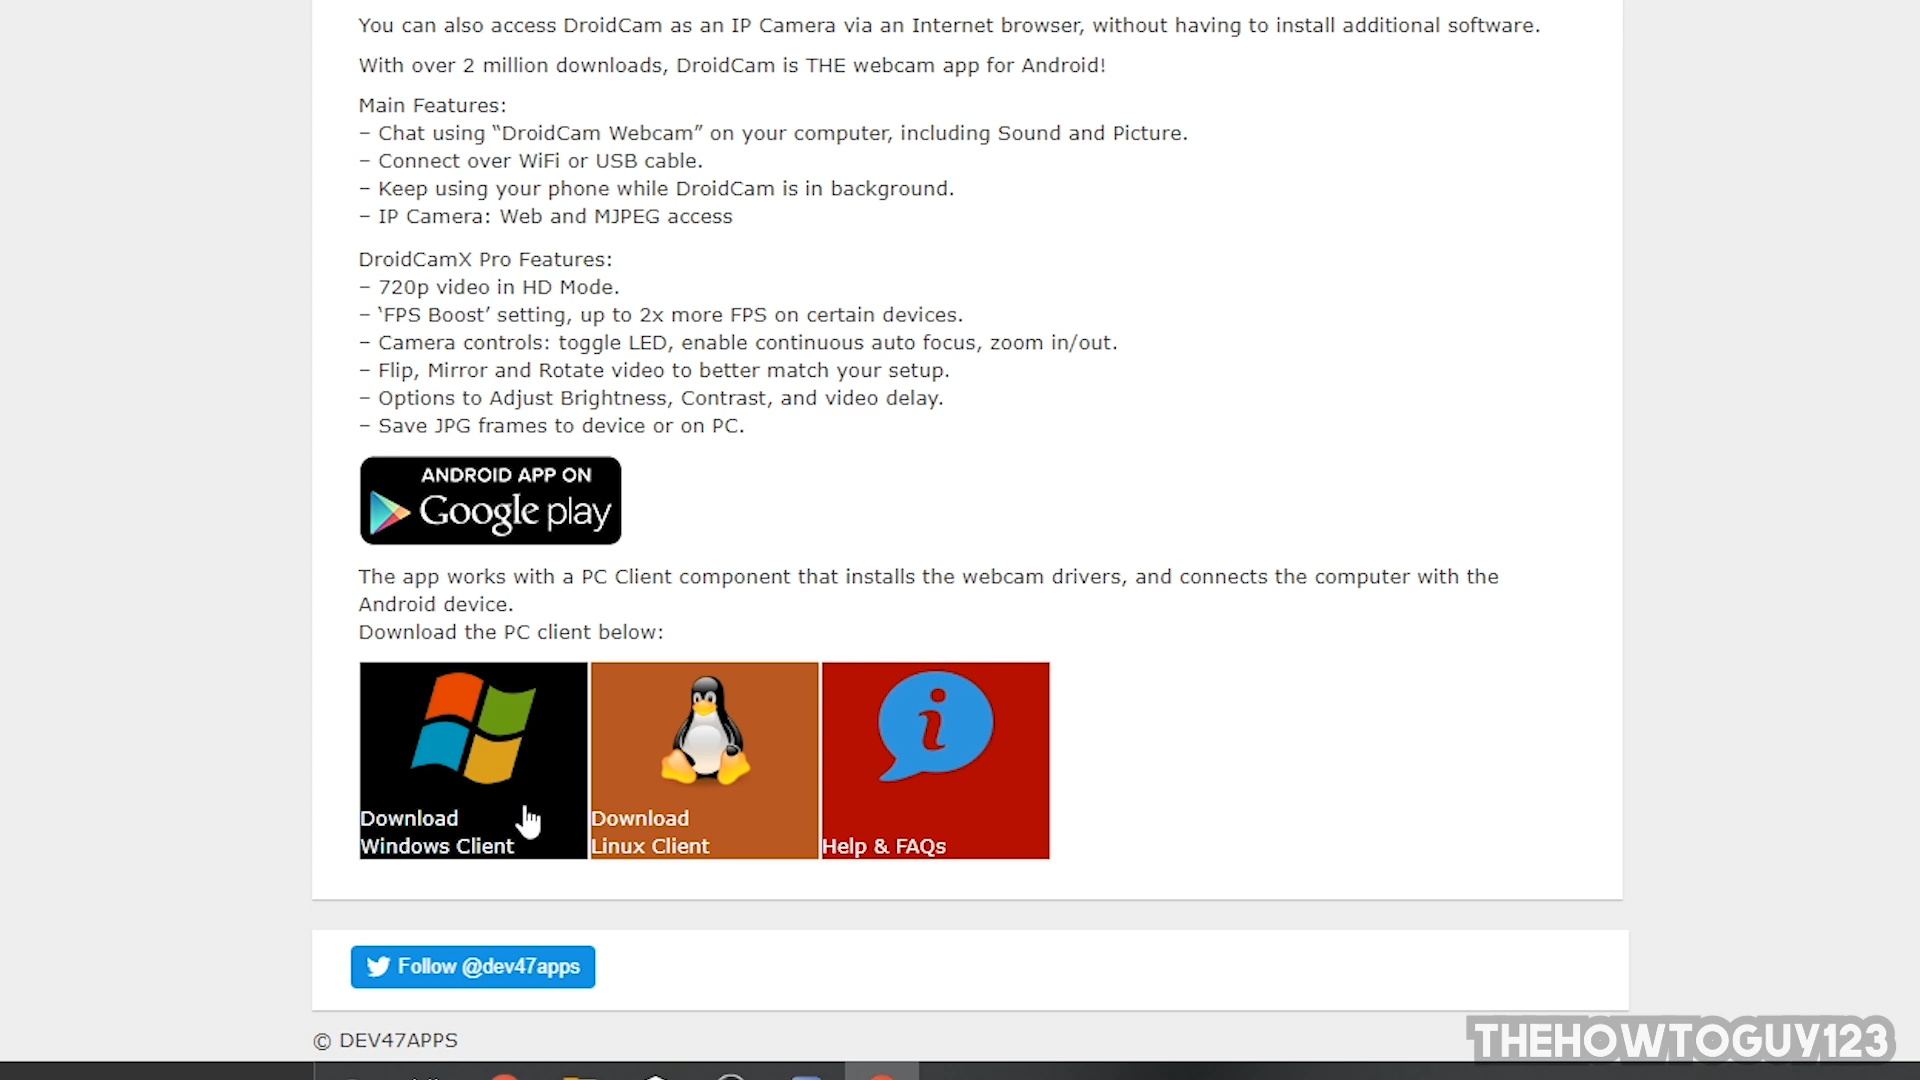 You can also access DroidCam as an IP Camera via an Internet browser, without having to install additional software.
With over 2 million downloads, DroidCam is THE webcam app for Android!
Main Features:
– Chat using “DroidCam Webcam” on your computer, including Sound and Picture.
– Connect over WiFi or USB cable.
– Keep using your phone while DroidCam is in background.
– IP Camera: Web and MJPEG access
DroidCamX Pro Features:
– 720p video in HD Mode.
– ‘FPS Boost’ setting, up to 2x more FPS on certain devices.
– Camera controls: toggle LED, enable continuous auto focus, zoom in/out.
– Flip, Mirror and Rotate video to better match your setup.
– Options to Adjust Brightness, Contrast, and video delay.
– Save JPG frames to device or on PC.
ANDROID APP ON
Google play
The app works with a PC Client component that installs the webcam drivers, and connects the computer with the
Android device.
Download the PC client below:
Download
Windows Client
Download
Linux Client
Help & FAQs
Follow @dev47apps
© DEV47APPS
THEHOWTOGUY123